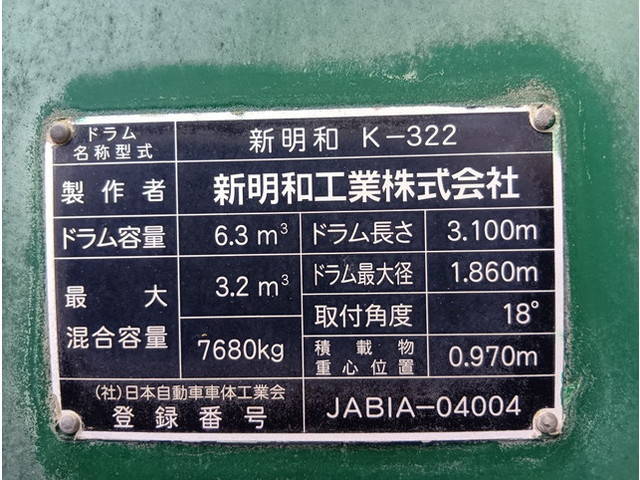 ドラム
名称型式
新明和 K-322
製作者
新明和工業株式会社
ドラム容量
6.3 m³
ドラム長さ
3.100m
最大
混合容量
3.2 m³
7680kg
ドラム最大径
1.860m
取付角度
18°
積載物
重心位置
0.970m
(社)日本自動車車体工業会
登録番号
JABIA-04004